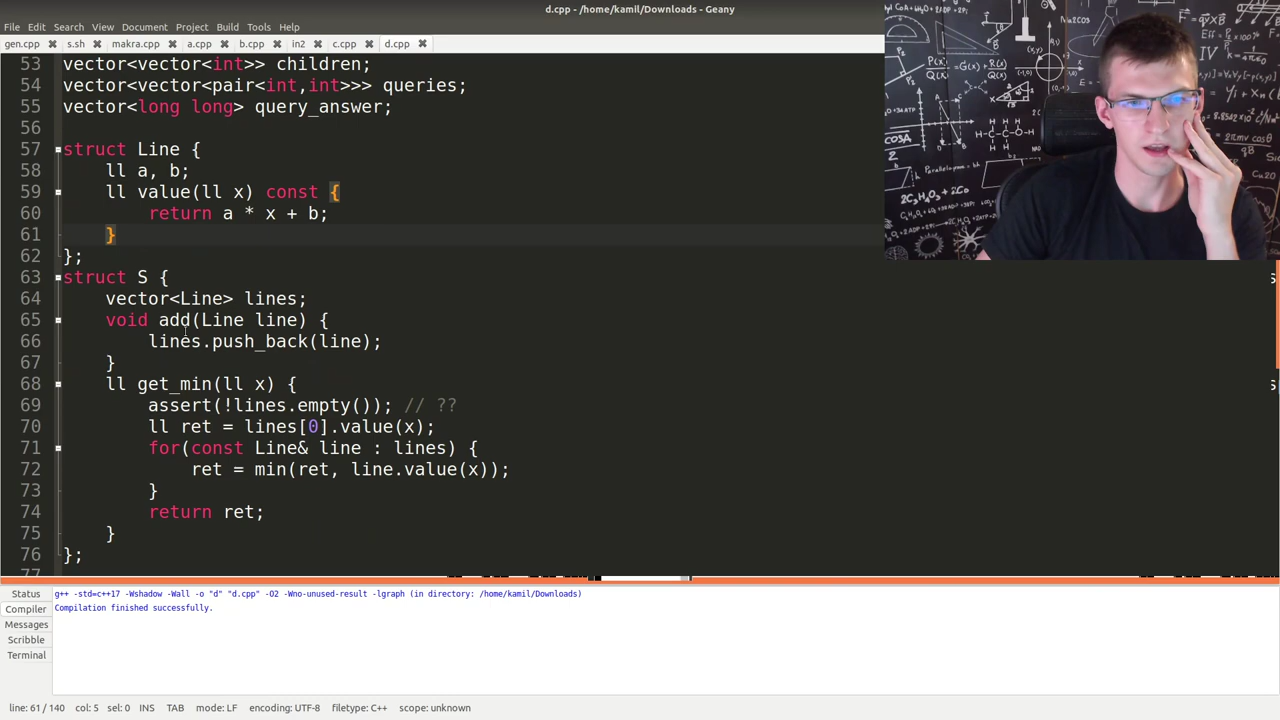 d.cpp - /home/kamil/Downloads - Geany
File Edit Search View Document Project Build Tools Help
gen.cpp s.sh makra.cpp a.cpp b.cpp in2 c.cpp d.cpp
53 vector<vector<int>> children;
54 vector<vector<pair<int,int>>> queries;
55 vector<long long> query_answer;
56
57 struct Line {
58 ll a, b;
59 ll value(ll x) const {
60 return a * x + b;
61 }
62 };
63 struct S {
64 vector<Line> lines;
65 void add(Line line) {
66 lines.push_back(line);
67 }
68 ll get_min(ll x) {
69 assert(!lines.empty()); // ??
70 ll ret = lines[0].value(x);
71 for(const Line& line : lines) {
72 ret = min(ret, line.value(x));
73 }
74 return ret;
75 }
76 };
Status
Compiler
Messages
Scribble
Terminal
g++ -std=c++17 -Wshadow -Wall -o "d" "d.cpp" -O2 -Wno-unused-result -lgraph (in directory: /home/kamil/Downloads)
Compilation finished successfully.
line: 61 / 140 col: 5 sel: 0 INS TAB mode: LF encoding: UTF-8 filetype: C++ scope: unknown